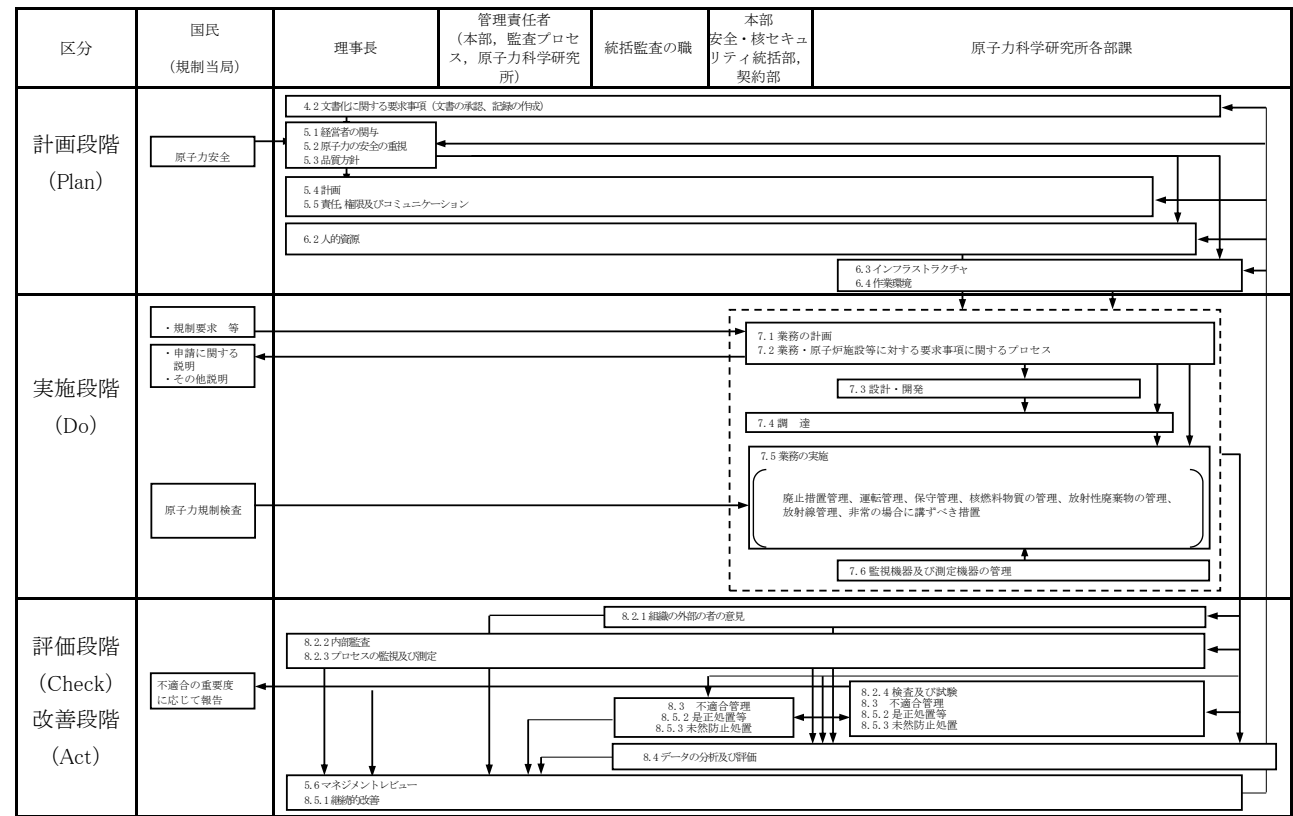 区分
国民
(規制当局)
理事長
管理責任者
(本部, 監査プロセ
ス, 原子力科学研究
所)
統括監査の職
本部
安全・核セキュ
リティ統括部,
契約部
原子力科学研究所各部課
計画段階
(Plan)
4.2文書化に関する要求事項（文書の承認、記録の作成）
原子力安全
5.1経営者の関与
5.2原子力の安全の重視
5.3品質方針
5.4計画
5.5責任, 権限及びコミュニケーション
6.2人的資源
6.3インフラストラクチャ
6.4作業環境
実施段階
(Do)
・規制要求　等
・申請に関する
説明
・その他説明
7.1業務の計画
7.2業務・原子炉施設等に対する要求事項に関するプロセス
7.3設計・開発
7.4調　達
7.5業務の実施
原子力規制検査
廃止措置管理、運転管理、保守管理、核燃料物質の管理、放射性廃棄物の管理、
放射線管理、非常の場合に講ずべき措置
7.6監視機器及び測定機器の管理
評価段階
(Check)
改善段階
(Act)
8.2.1組織の外部の者の意見
8.2.2内部監査
8.2.3プロセスの監視及び測定
不適合の重要度
に応じて報告
8.3　不適合管理
8.5.2是正処置等
8.5.3未然防止処置
8.2.4検査及び試験
8.3　不適合管理
8.5.2是正処置等
8.5.3未然防止処置
8.4データの分析及び評価
5.6マネジメントレビュー
8.5.1継続的改善